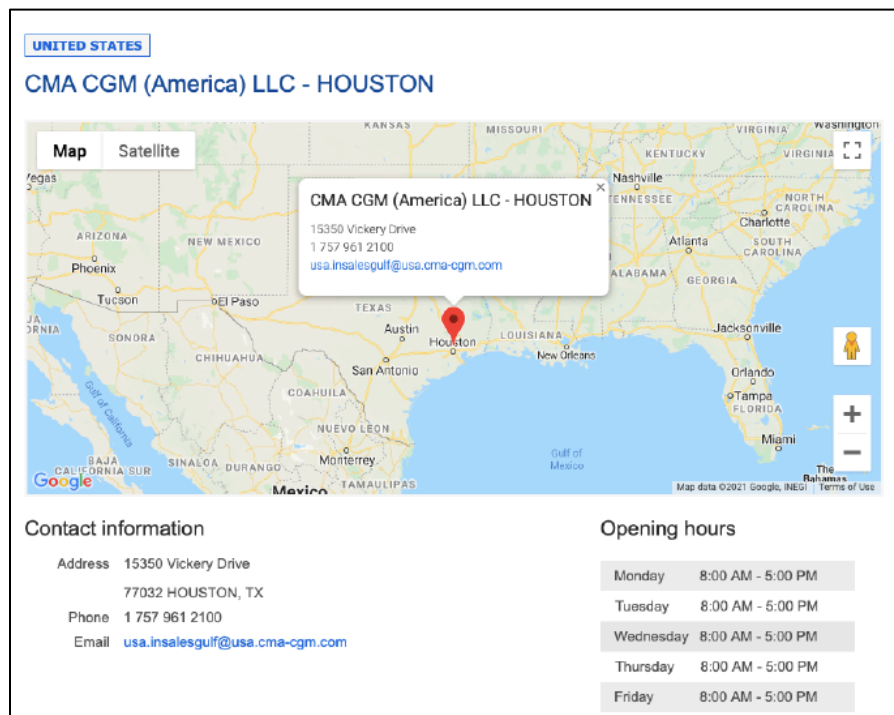 UNITED STATES
CMA CGM (America) LLC - HOUSTON
Map Satellite
KANSAS
MISSOURI
VIRGINIA
Washington
KENTUCKY
VIRGINIA
Vegas
Nashville
TENNESSEE
NORTH
CAROLINA
Charlotte
CMA CGM (America) LLC - HOUSTON
15350 Vickery Drive
1 757 961 2100
usa.insalesgulf@usa.cma-cgm.com
ARIZONA
NEW MEXICO
Phoenix
Tucson
El Paso
Atlanta
SOUTH
CAROLINA
ALABAMA
GEORGIA
TEXAS
Austin
Houston
LOUISIANA
New Orleans
Jacksonville
SONORA
CHIHUAHUA
San Antonio
COAHUILA
Orlando
Tampa
FLORIDA
Gulf of California
NUEVO LEON
Monterrey
Miami
Gulf of
Mexico
BAJA
CALIFORNIA SUR
SINALOA
DURANGO
TAMAULIPAS
Mexico
The
Bahamas
Google
Map data ©2021 Google, INEGI Terms of Use
Contact information
Address 15350 Vickery Drive
77032 HOUSTON, TX
Phone 1 757 961 2100
Email usa.insalesgulf@usa.cma-cgm.com
Opening hours
Monday 8:00 AM - 5:00 PM
Tuesday 8:00 AM - 5:00 PM
Wednesday 8:00 AM - 5:00 PM
Thursday 8:00 AM - 5:00 PM
Friday 8:00 AM - 5:00 PM